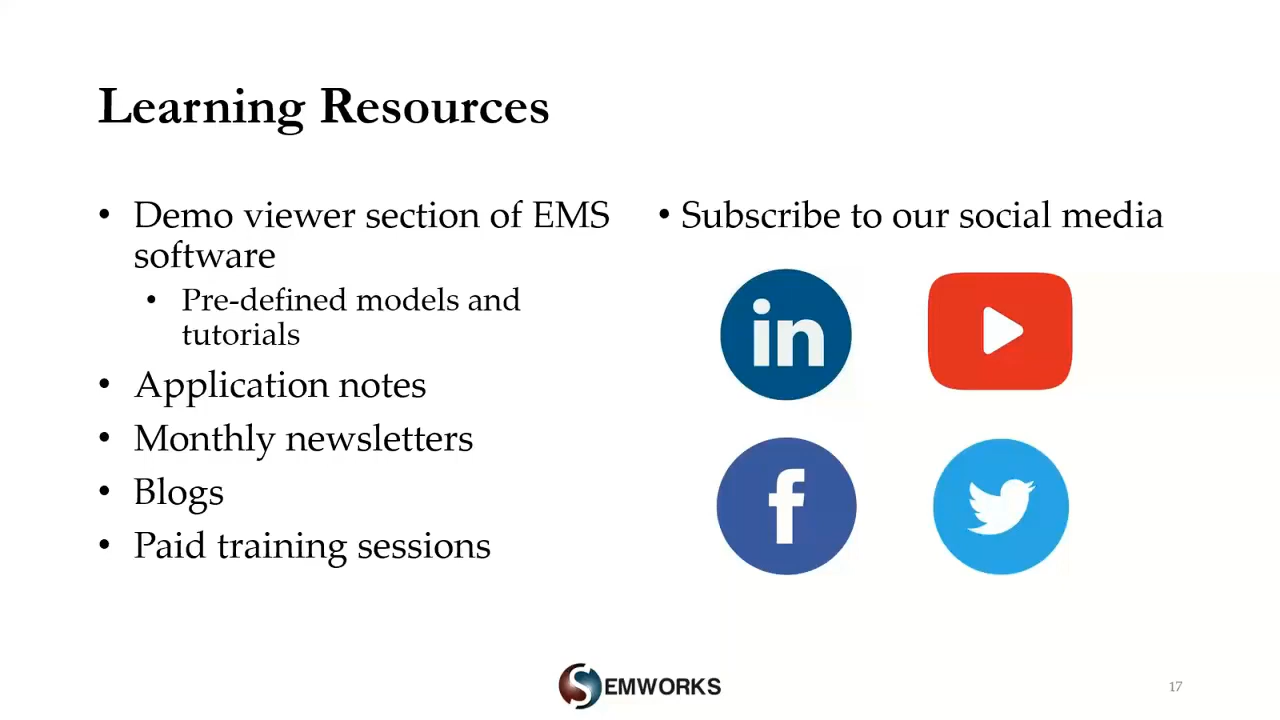 Learning Resources
• Demo viewer section of EMS
software
• Pre-defined models and
tutorials
• Application notes
• Monthly newsletters
• Blogs
• Paid training sessions
• Subscribe to our social media
in
f
EMWORKS
17